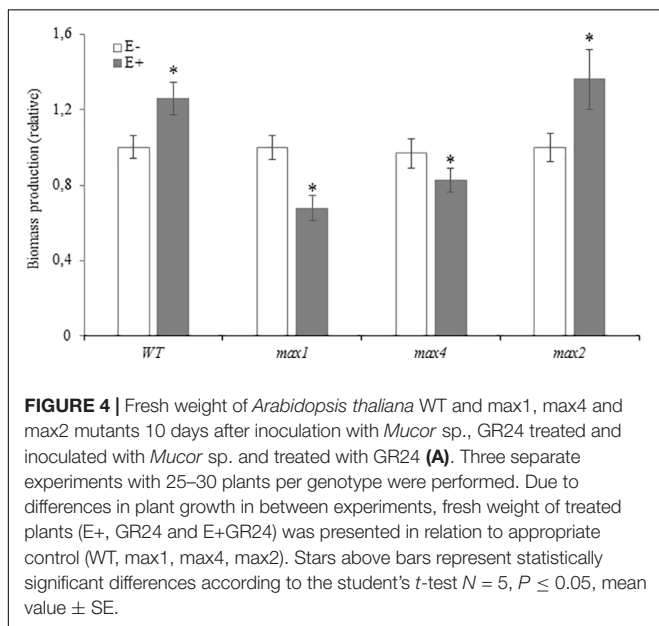 1,6
1,2
0,8
0,4
0
Biomass production (relative)
E-
E+
*
*
*
*
WT
max1
max4
max2
FIGURE 4 | Fresh weight of Arabidopsis thaliana WT and max1, max4 and
max2 mutants 10 days after inoculation with Mucor sp., GR24 treated and
inoculated with Mucor sp. and treated with GR24 (A). Three separate
experiments with 25–30 plants per genotype were performed. Due to
differences in plant growth in between experiments, fresh weight of treated
plants (E+, GR24 and E+GR24) was presented in relation to appropriate
control (WT, max1, max4, max2). Stars above bars represent statistically
significant differences according to the student's t-test N = 5, P ≤ 0.05, mean
value ± SE.